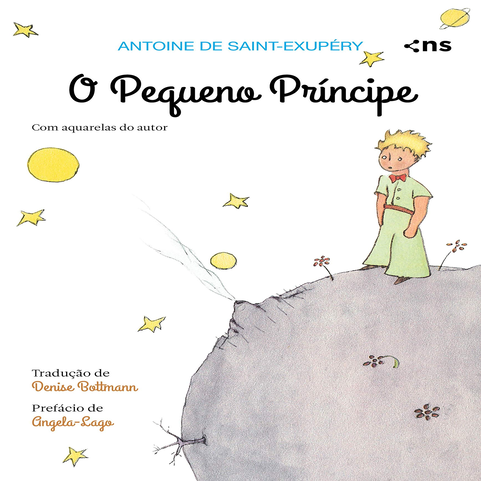 ANTOINE DE SAINT-EXUPÉRY
ns
O Pequeno Príncipe
Com aquarelas do autor
Tradução de
Denise Bottmann
Prefácio de
Angela-Lago